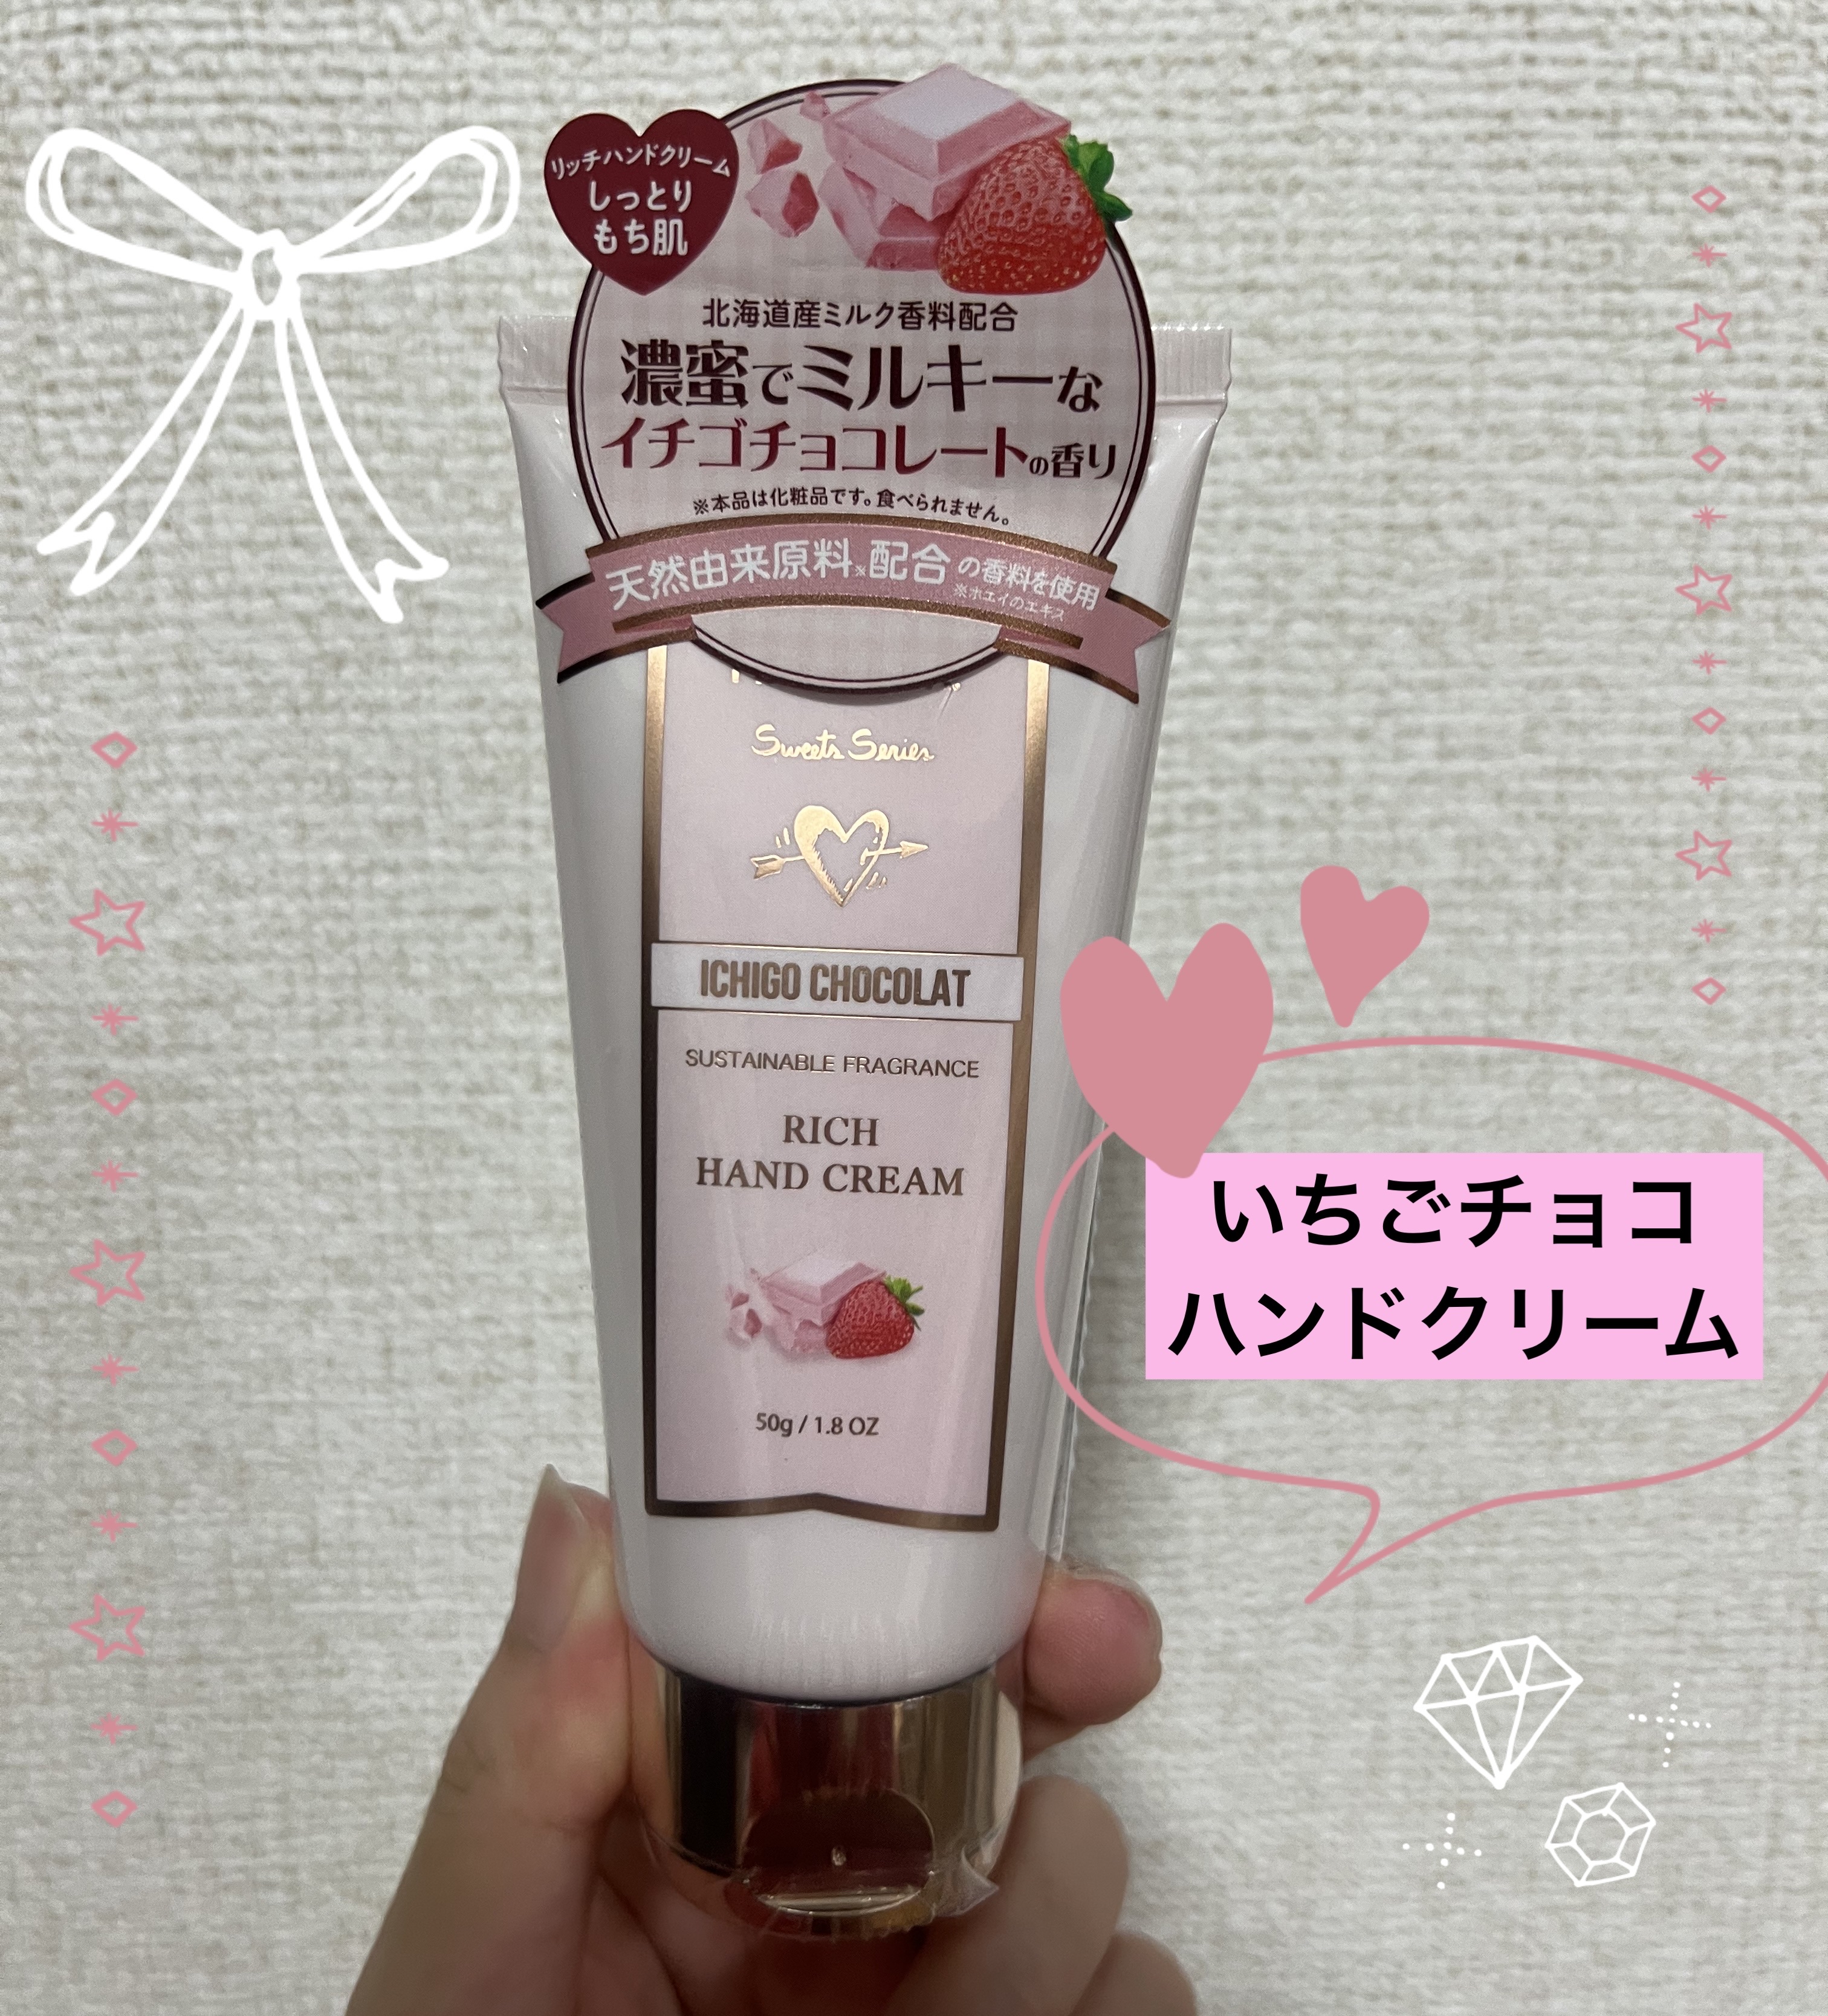 リッチハンドクリーム
しっとり
もち肌
北海道産ミルク香料配合
濃蜜でミルキーな
イチゴチョコレートの香り
※本品は化粧品です。食べられません。
天然由来原料※配合の香料を使用
※ホエイのエキス
Sweets Series
ICHIGO CHOCOLAT
SUSTAINABLE FRAGRANCE
RICH
HAND CREAM
50g / 1.8 OZ
いちごチョコ
ハンドクリーム